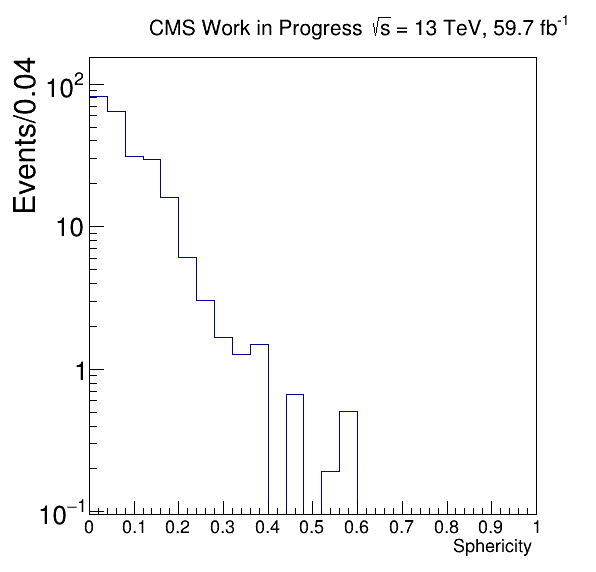 CMS Work in Progress √s = 13 TeV, 59.7 fb⁻¹
Events/0.04
10²
10
1
10⁻¹
0 0.1 0.2 0.3 0.4 0.5 0.6 0.7 0.8 0.9 1
Sphericity